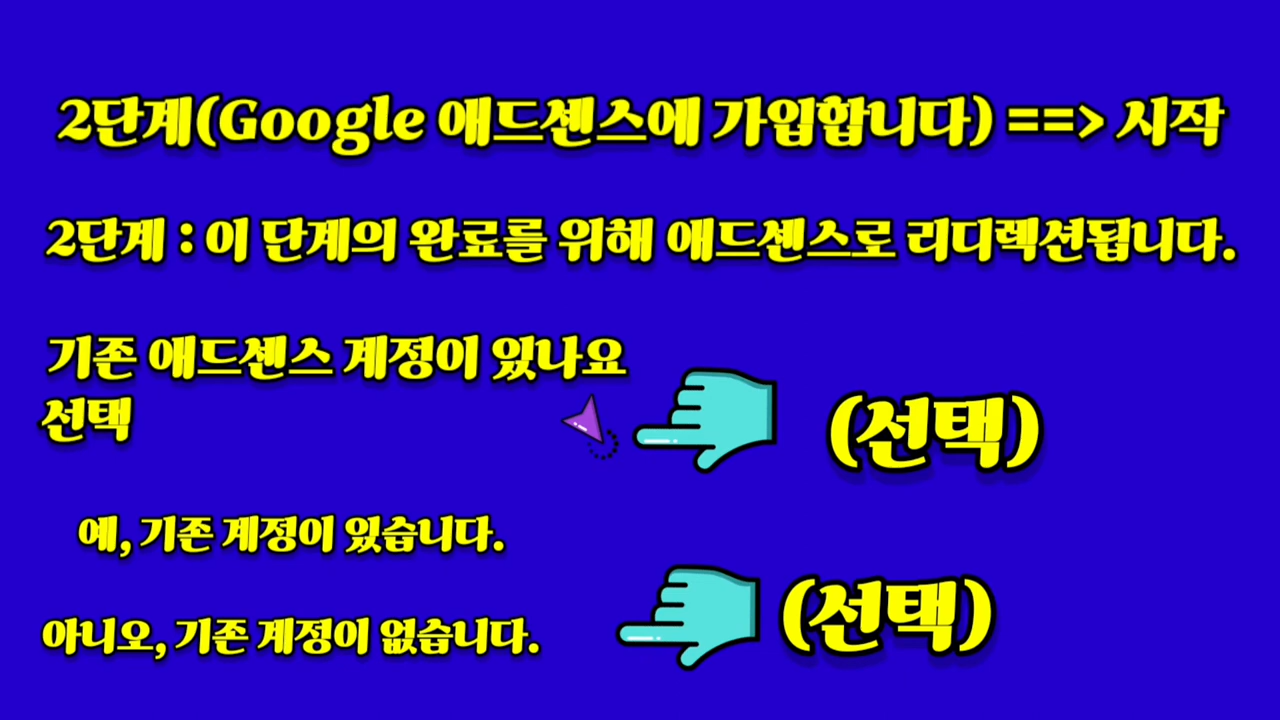 2단계(Google 애드센스에 가입합니다) ==> 시작
2단계 : 이 단계의 완료를 위해 애드센스로 리디렉션됩니다.
기존 애드센스 계정이 있나요
선택
(선택)
예, 기존 계정이 있습니다.
아니오, 기존 계정이 없습니다.
(선택)